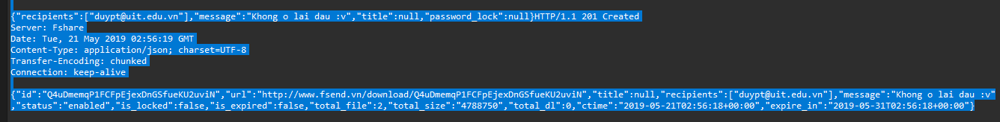 {"recipients":["duypt@uit.edu.vn"],"message":"Khong o lai dau :v","title":null,"password_lock":null}HTTP/1.1 201 Created
Server: Fshare
Date: Tue, 21 May 2019 02:56:19 GMT
Content-Type: application/json; charset=UTF-8
Transfer-Encoding: chunked
Connection: keep-alive
{"id":"Q4uDmemqP1FCFpEjexDnGSfueKU2uviN","url":"http://www.fsend.vn/download/Q4uDmemqP1FCFpEjexDnGSfueKU2uviN","title":null,"recipients":["duypt@uit.edu.vn"],"message":"Khong o lai dau :v"
,"status":"enabled","is_locked":false,"is_expired":false,"total_file":2,"total_size":"4788750","total_dl":0,"ctime":"2019-05-21T02:56:18+00:00","expire_in":"2019-05-31T02:56:18+00:00"}